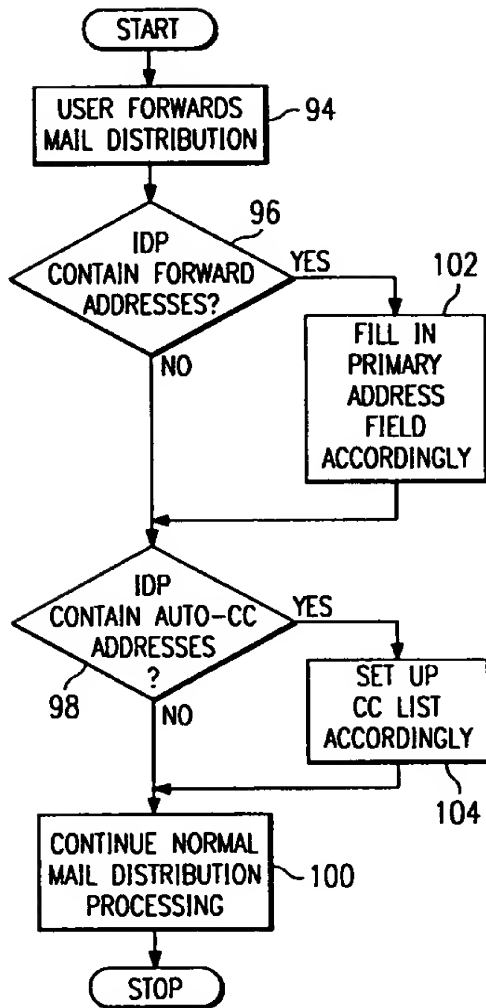 START
USER FORWARDS
MAIL DISTRIBUTION
94
96
IDP
CONTAIN FORWARD
ADDRESSES?
YES
NO
102
FILL IN
PRIMARY
ADDRESS
FIELD
ACCORDINGLY
IDP
CONTAIN AUTO-CC
ADDRESSES
?
YES
98
NO
SET UP
CC LIST
ACCORDINGLY
104
CONTINUE NORMAL
MAIL DISTRIBUTION
PROCESSING
100
STOP